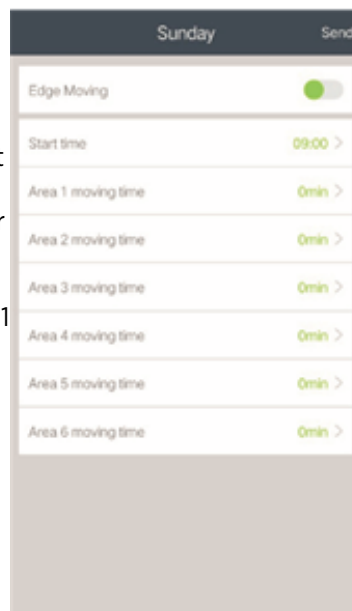 Sunday
Send
Edge Moving
Start time
09:00 >
Area 1 moving time
0min >
Area 2 moving time
0min >
Area 3 moving time
0min >
Area 4 moving time
0min >
Area 5 moving time
0min >
Area 6 moving time
0min >
1